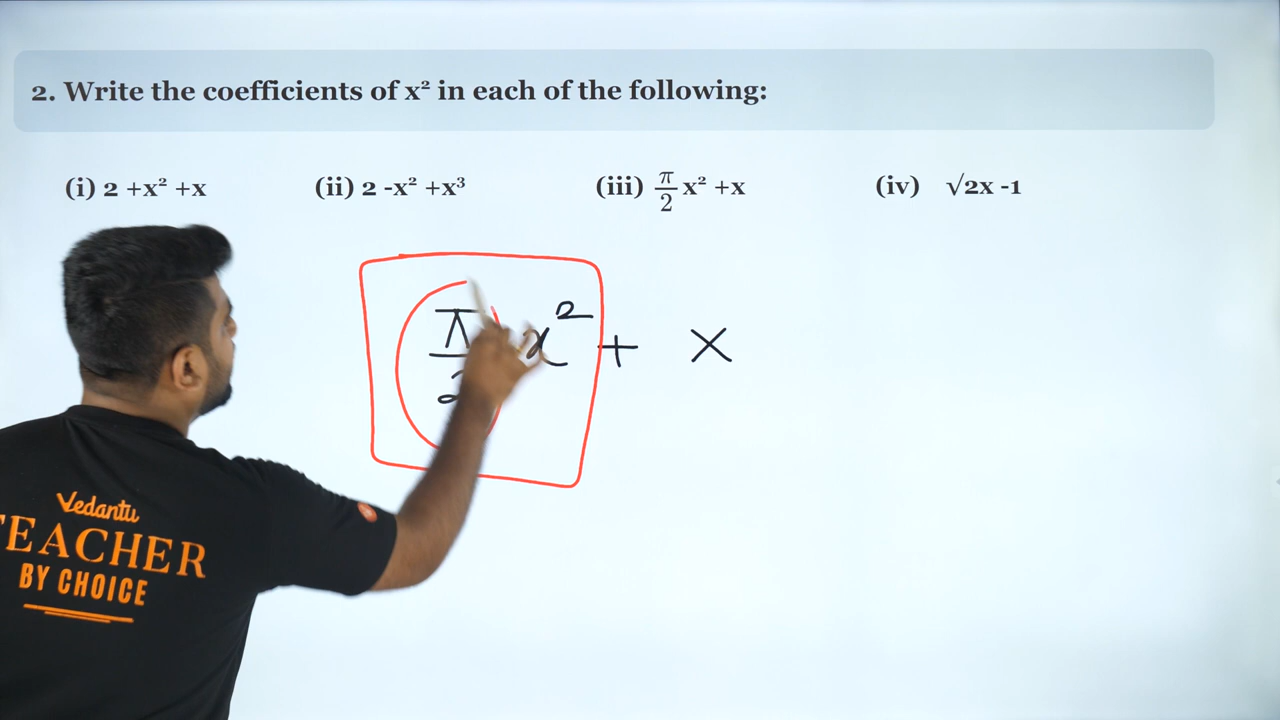 2. Write the coefficients of x² in each of the following:
(i) 2 +x² +x (ii) 2 -x² +x³ (iii) π/2 x² +x (iv) √2x -1
π/2 x² + x
Vedantu
TEACHER
BY CHOICE